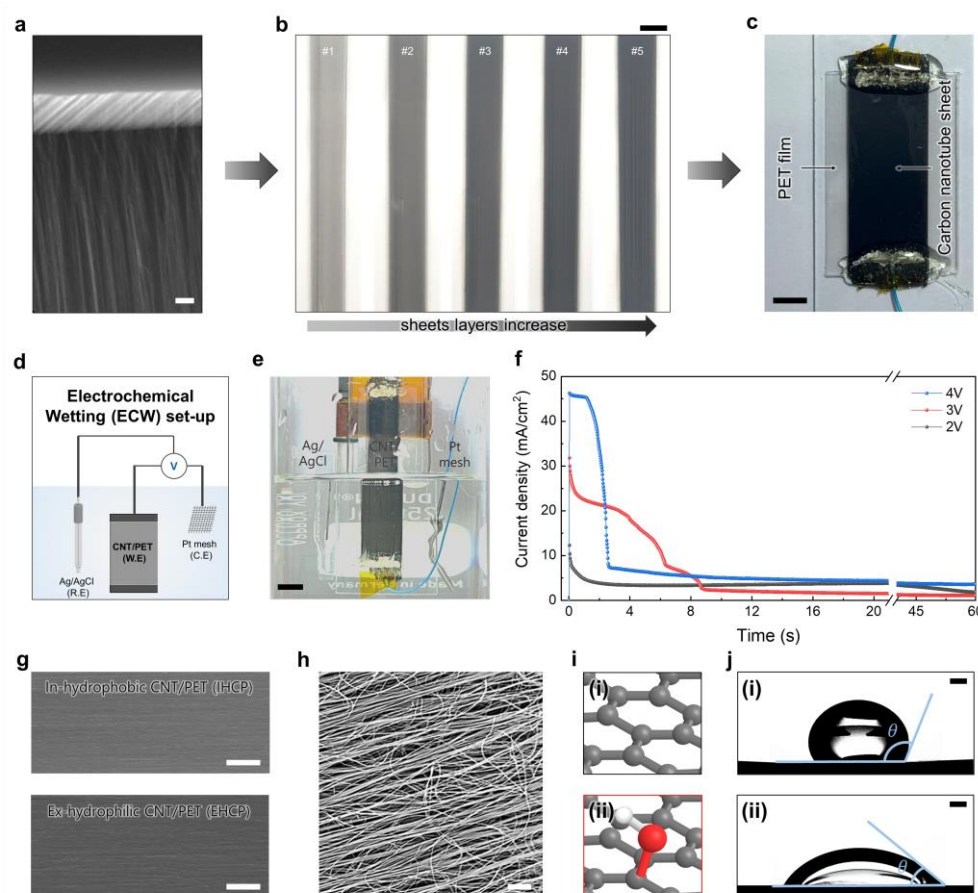 a
b
c
#1
#2
#3
#4
#5
sheets layers increase
PET film
Carbon nanotube sheet
d
e
f
Electrochemical
Wetting (ECW) set-up
V
CNT/PET
(W.E)
Pt mesh
(C.E)
Ag/AgCl
(R.E)
Ag/
AgCl
CNT/
PET
Pt
mesh
Made in Germany
Current density (mA/cm²)
50
40
30
20
10
0
4V
3V
2V
0
4
8
12
16
20
45
60
Time (s)
g
h
i
j
In-hydrophobic CNT/PET (IHCP)
Ex-hydrophilic CNT/PET (EHCP)
(i)
(ii)
(i)
θ
(ii)
θ